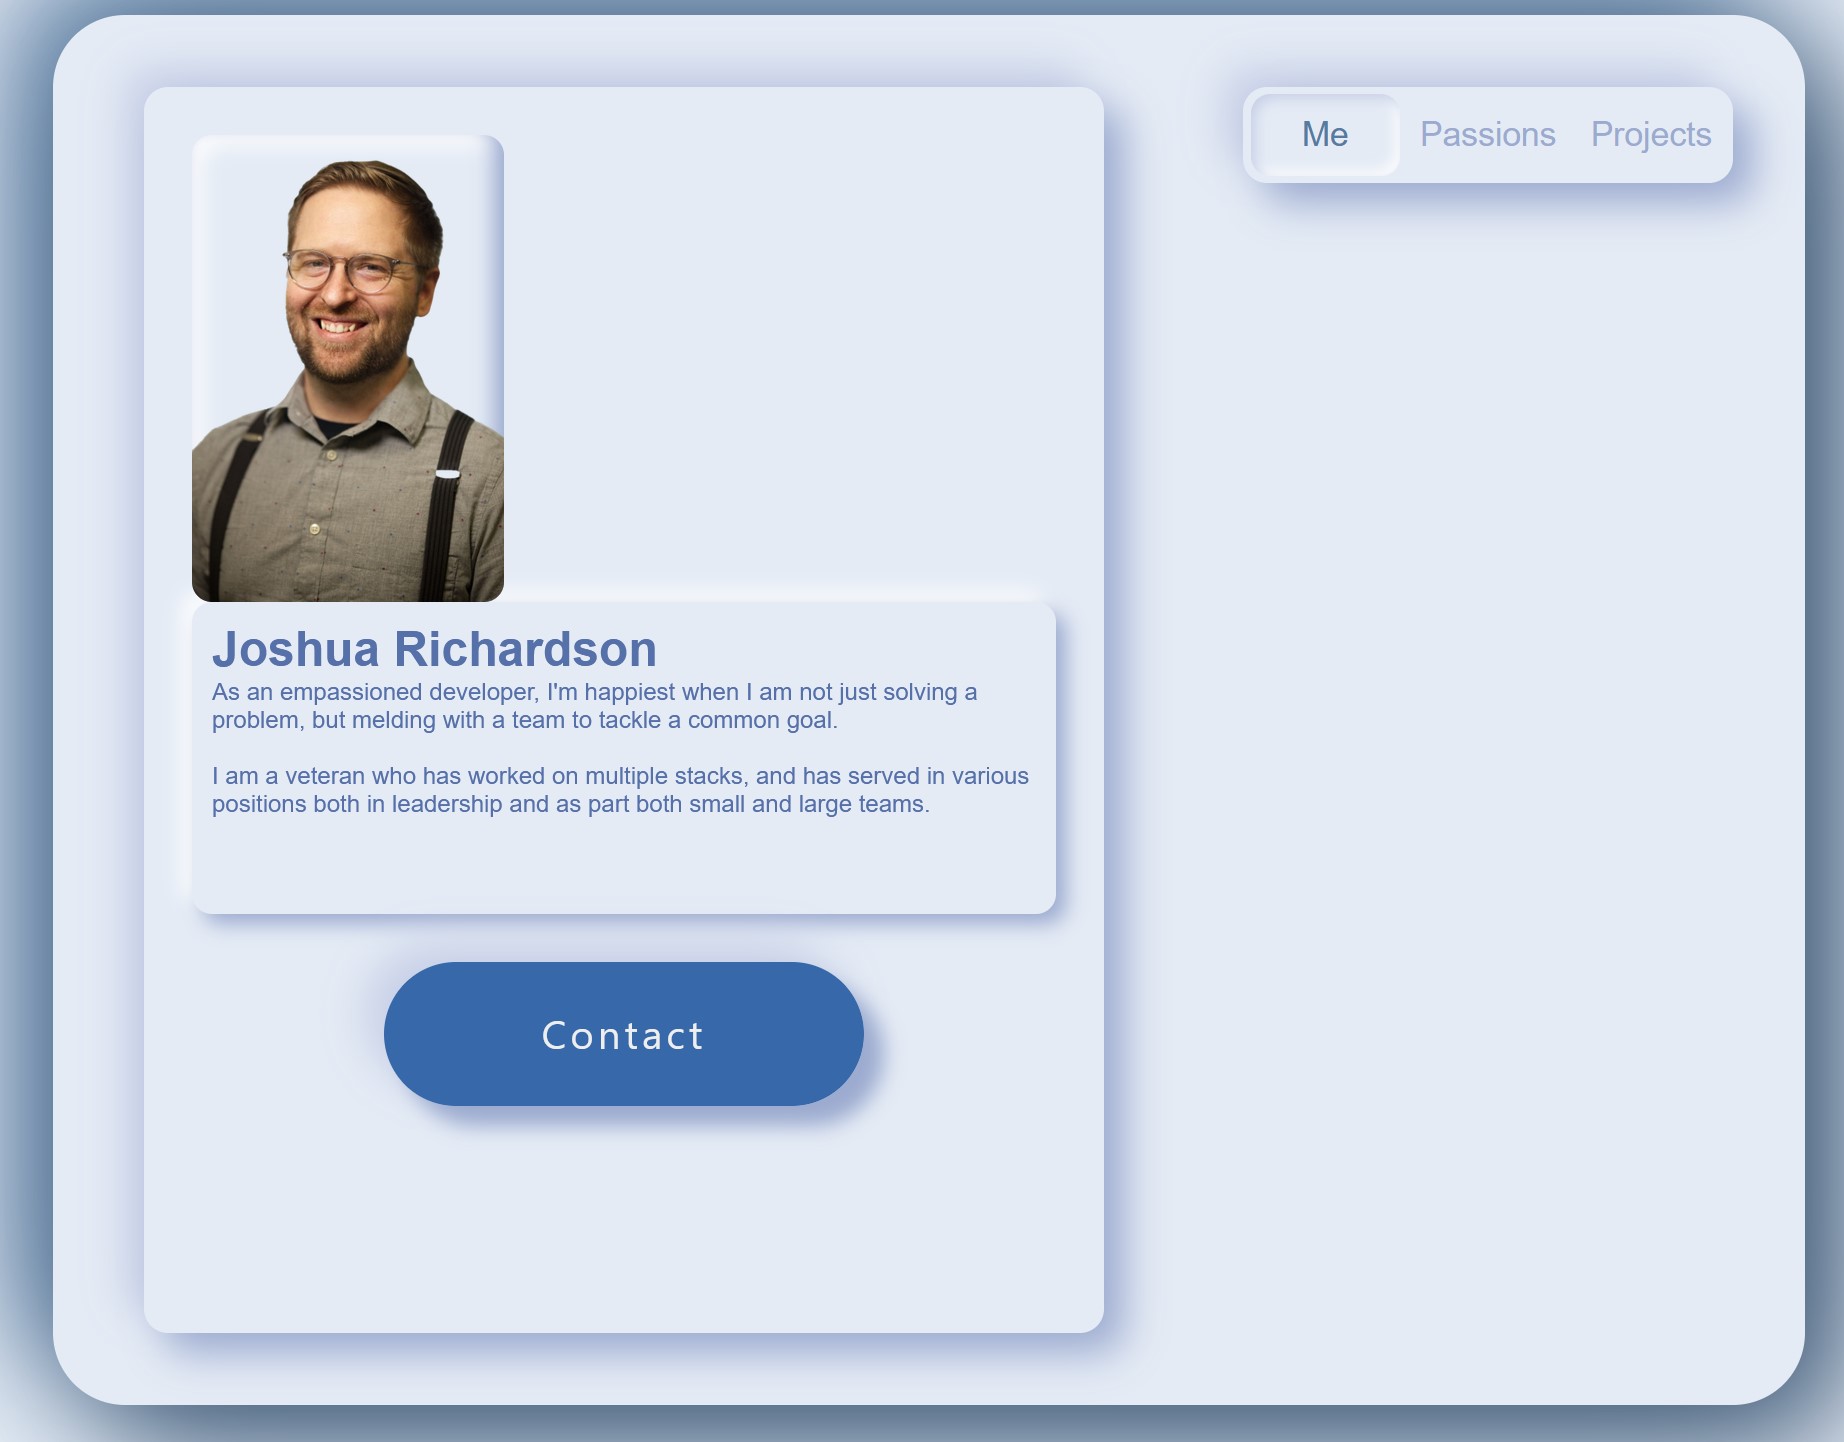 Me Passions Projects
Joshua Richardson
As an empassioned developer, I'm happiest when I am not just solving a
problem, but melding with a team to tackle a common goal.
I am a veteran who has worked on multiple stacks, and has served in various
positions both in leadership and as part both small and large teams.
Contact